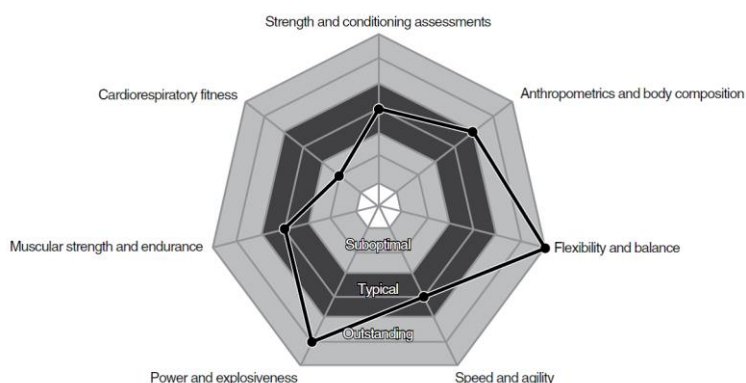 Strength and conditioning assessments
Cardiorespiratory fitness
Anthropometrics and body composition
Muscular strength and endurance
Suboptimal
Flexibility and balance
Typical
Outstanding
Power and explosiveness
Speed and agility